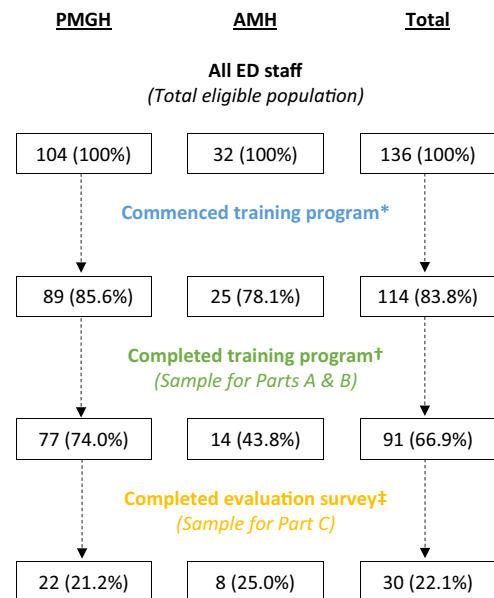 PMGH AMH Total
All ED staff
(Total eligible population)
104 (100%) 32 (100%) 136 (100%)
Commenced training program*
89 (85.6%) 25 (78.1%) 114 (83.8%)
Completed training program†
(Sample for Parts A & B)
77 (74.0%) 14 (43.8%) 91 (66.9%)
Completed evaluation survey‡
(Sample for Part C)
22 (21.2%) 8 (25.0%) 30 (22.1%)